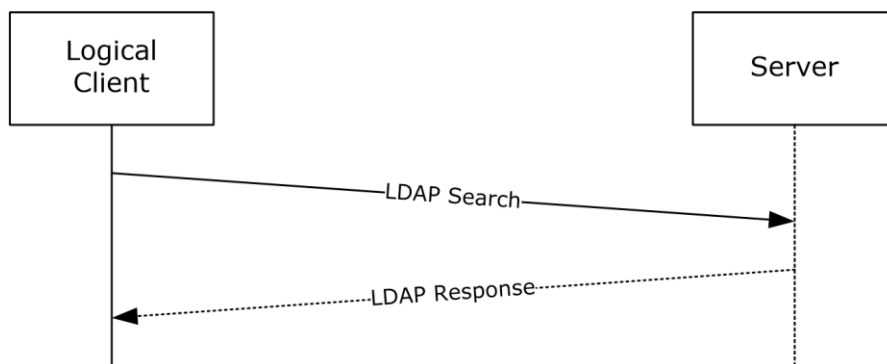 Logical
Client
Server
LDAP Search
LDAP Response